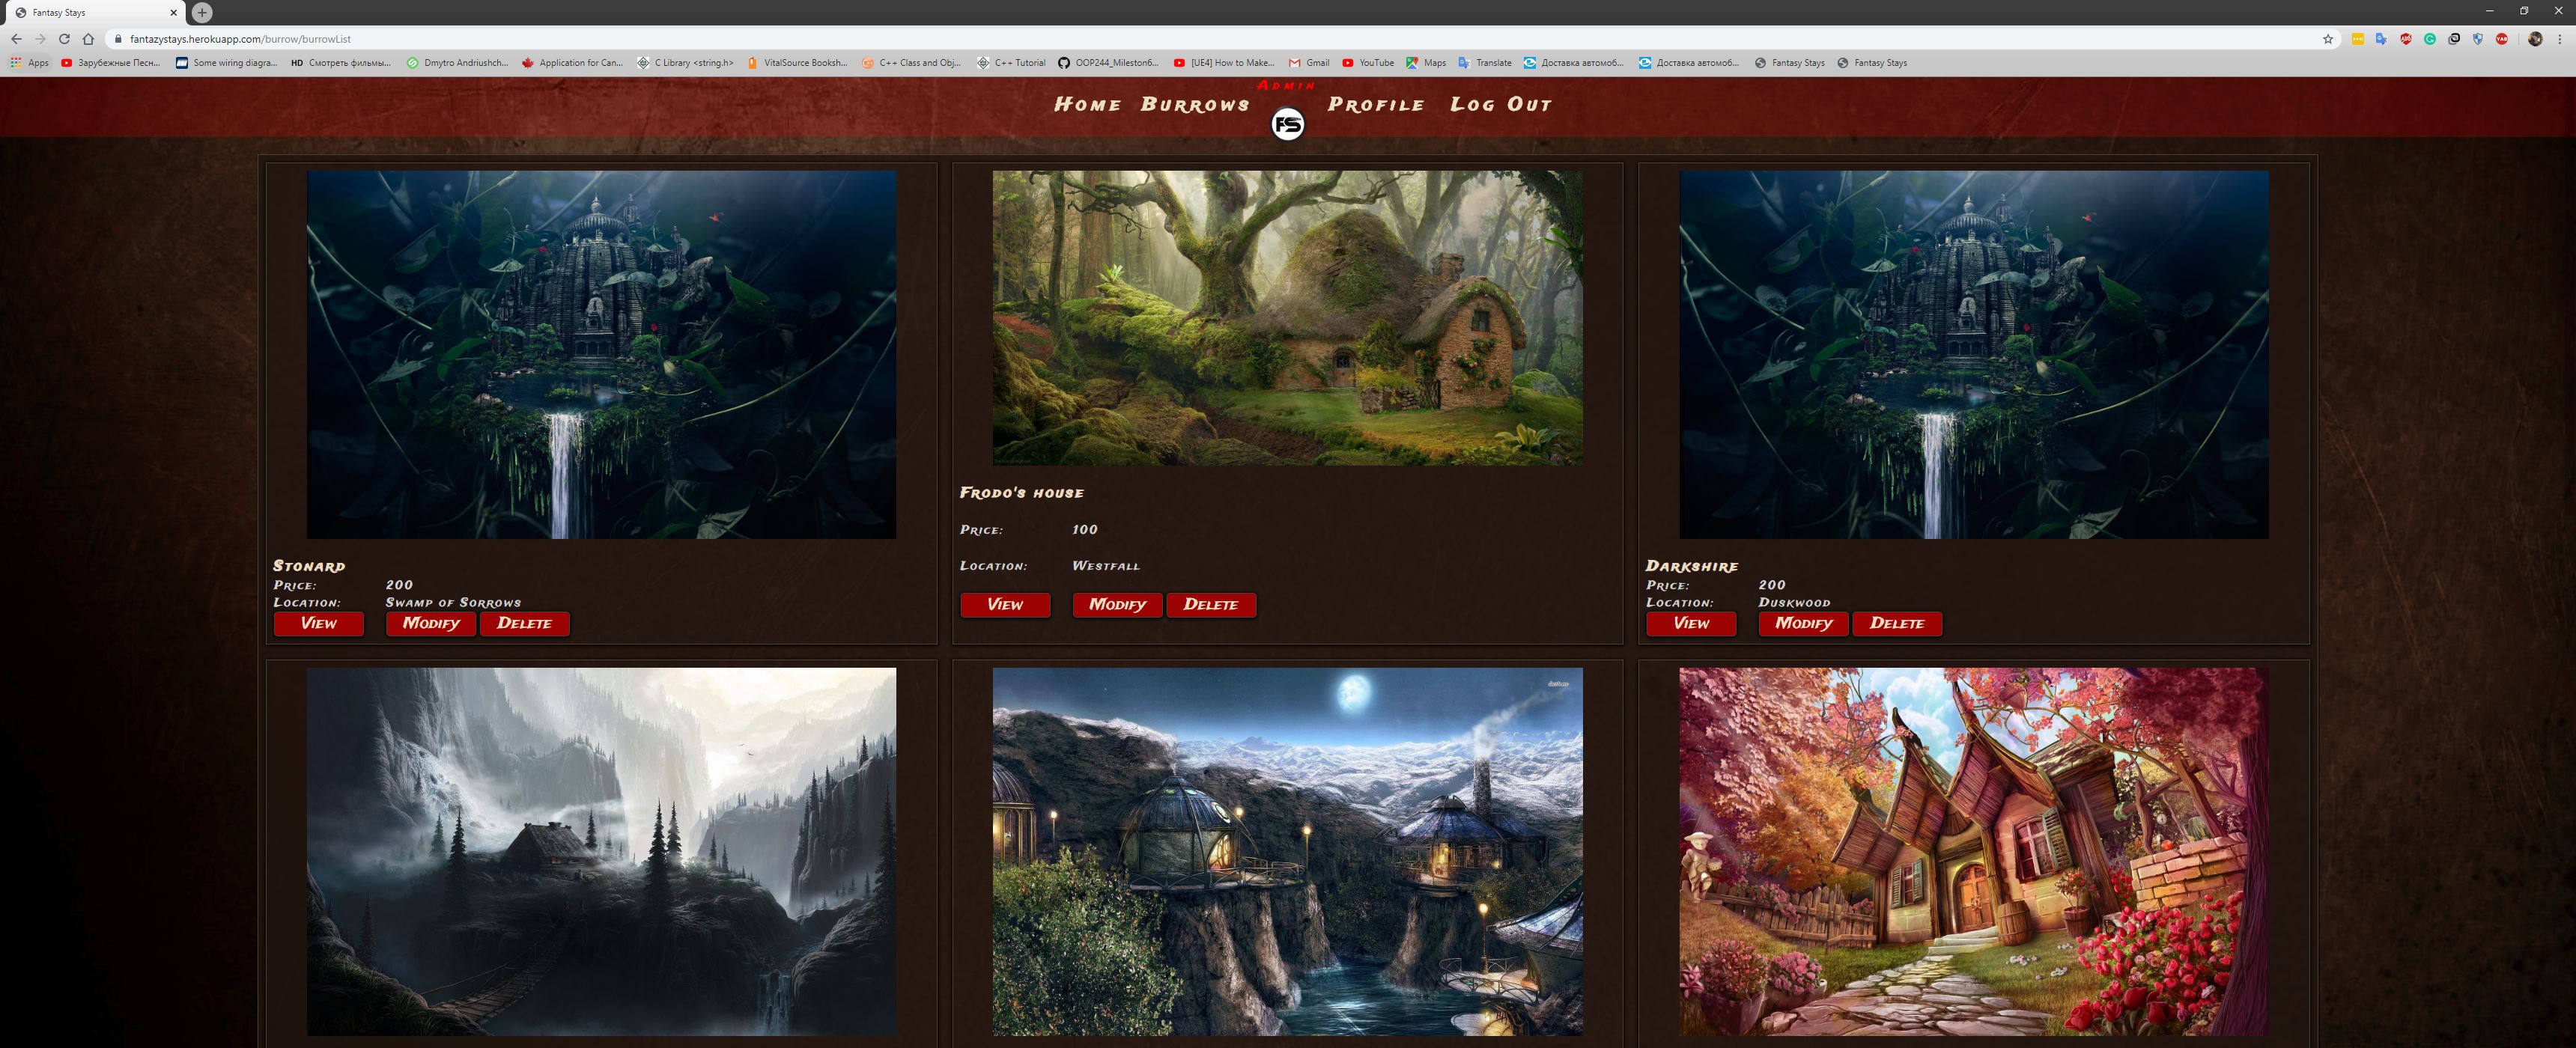 Fantasy Stays
fantazystays.herokuapp.com/burrow/burrowList
Apps Зарубежные Песн... Some wiring diagra... HD Смотреть фильмы... Dmytro Andriushch... Application for Can... C Library <string.h> VitalSource Booksh... C++ Class and Obj... C++ Tutorial OOP244_Mileston6... [UE4] How to Make... Gmail YouTube Maps Translate Доставка автомоб... Доставка автомоб... Fantasy Stays Fantasy Stays
Admin
Home Burrows FS Profile Log Out
Stonard
Price: 200
Location: Swamp of Sorrows
View Modify Delete
Frodo's house
Price: 100
Location: Westfall
View Modify Delete
Darkshire
Price: 200
Location: Duskwood
View Modify Delete